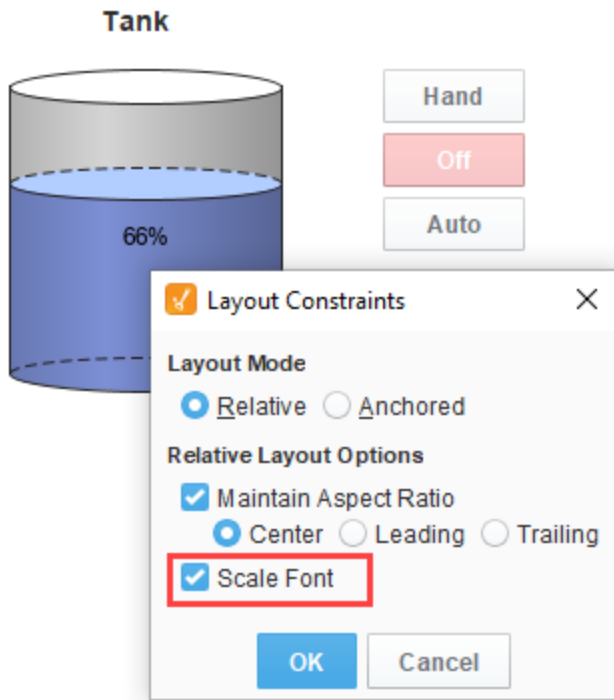 Tank
Hand
Off
Auto
66%
Layout Constraints
Layout Mode
Relative Anchored
Relative Layout Options
Maintain Aspect Ratio
Center Leading Trailing
Scale Font
OK Cancel